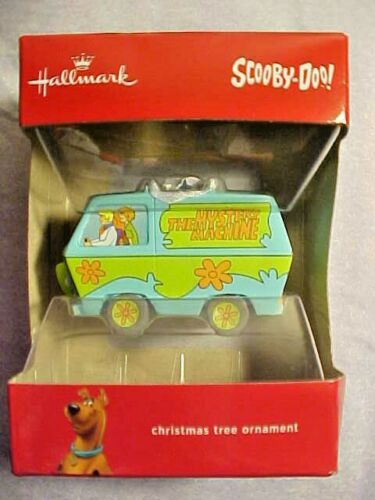 Hallmark
SCOOBY-DOO!
THE MYSTERY
MACHINE
christmas tree ornament